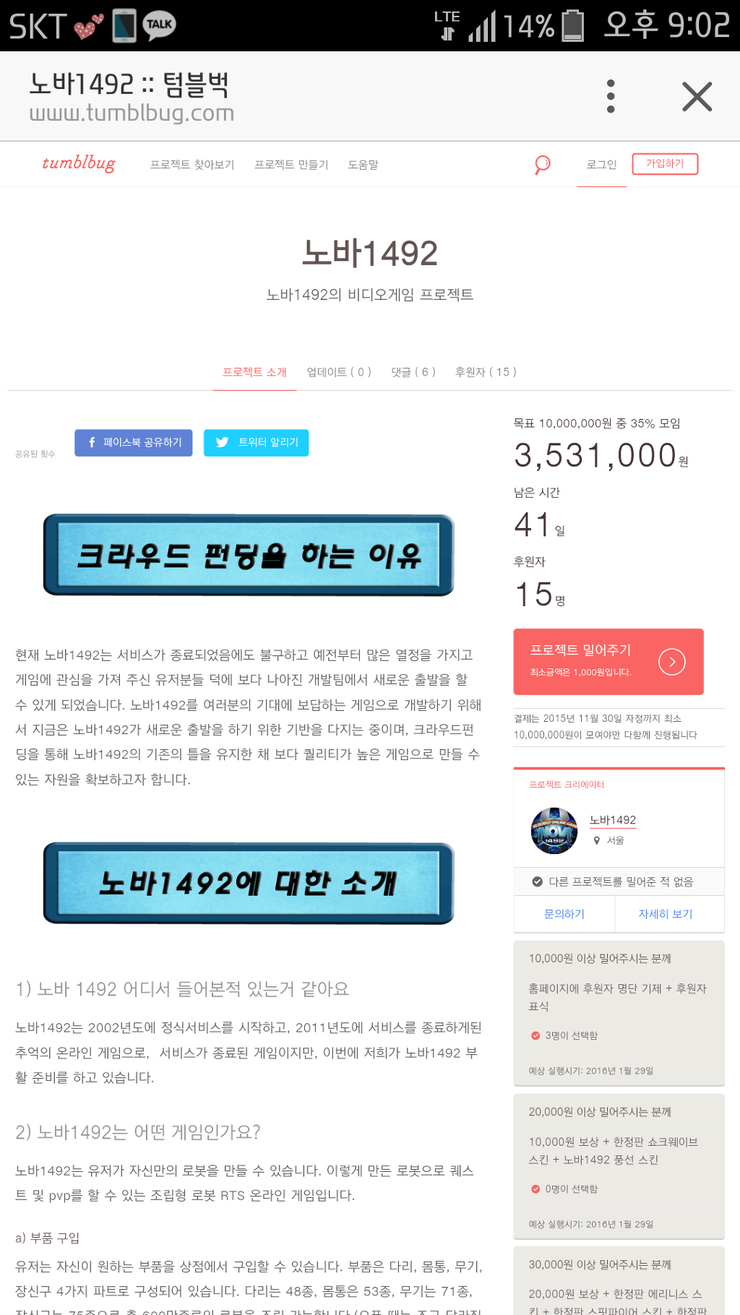 SKT TALK LTE 14% 오후 9:02
노바1492 :: 텀블벅
www.tumblbug.com
tumblbug 프로젝트 찾아보기 프로젝트 만들기 도움말 로그인 가입하기
노바1492
노바1492의 비디오게임 프로젝트
프로젝트 소개 업데이트 ( 0 ) 댓글 ( 6 ) 후원자 ( 15 )
공유된 횟수 페이스북 공유하기 트위터 알리기
크라우드 펀딩을 하는 이유
현재 노바1492는 서비스가 종료되었음에도 불구하고 예전부터 많은 열정을 가지고
게임에 관심을 가져 주신 유저분들 덕에 보다 나아진 개발팀에서 새로운 출발을 할
수 있게 되었습니다. 노바1492를 여러분의 기대에 보답하는 게임으로 개발하기 위해
서 지금은 노바1492가 새로운 출발을 하기 위한 기반을 다지는 중이며, 크라우드펀
딩을 통해 노바1492의 기존의 틀을 유지한 채 보다 퀄리티가 높은 게임으로 만들 수
있는 자원을 확보하고자 합니다.
노바1492에 대한 소개
1) 노바 1492 어디서 들어본적 있는거 같아요
노바1492는 2002년도에 정식서비스를 시작하고, 2011년도에 서비스를 종료하게된
추억의 온라인 게임으로, 서비스가 종료된 게임이지만, 이번에 저희가 노바1492 부
활 준비를 하고 있습니다.
2) 노바1492는 어떤 게임인가요?
노바1492는 유저가 자신만의 로봇을 만들 수 있습니다. 이렇게 만든 로봇으로 퀘스
트 및 pvp를 할 수 있는 조립형 로봇 RTS 온라인 게임입니다.
a) 부품 구입
유저는 자신이 원하는 부품을 상점에서 구입할 수 있습니다. 부품은 다리, 몸통, 무기,
장신구 4가지 파트로 구성되어 있습니다. 다리는 48종, 몸통은 53종, 무기는 71종,
목표 10,000,000원 중 35% 모임
3,531,000원
남은 시간
41일
후원자
15명
프로젝트 밀어주기
최소금액은 1,000원입니다.
결제는 2015년 11월 30일 자정까지 최소
10,000,000원이 모여야만 다함께 진행됩니다
프로젝트 크리에이터
노바1492
서울
다른 프로젝트를 밀어준 적 없음
문의하기 자세히 보기
10,000원 이상 밀어주시는 분께
홈페이지에 후원자 명단 기제 + 후원자
표식
3명이 선택함
예상 실행시기: 2016년 1월 29일
20,000원 이상 밀어주시는 분께
10,000원 보상 + 한정판 쇼크웨이브
스킨 + 노바1492 풍선 스킨
0명이 선택함
예상 실행시기: 2016년 1월 29일
30,000원 이상 밀어주시는 분께
20,000원 보상 + 한정판 에리니스 스
킨 + 한정판 스핏파이어 스킨 + 한정판